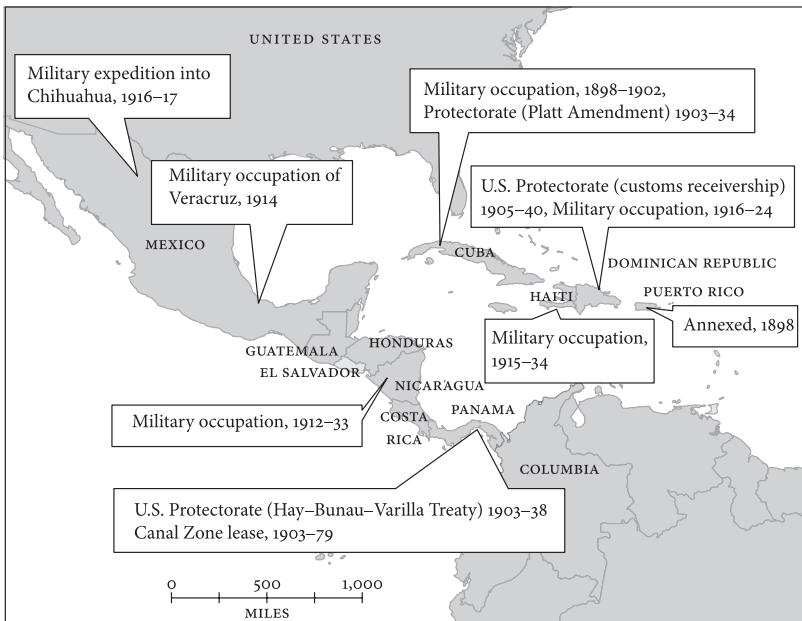 UNITED STATES
Military expedition into
Chihuahua, 1916–17
Military occupation, 1898–1902,
Protectorate (Platt Amendment) 1903–34
Military occupation of
Veracruz, 1914
U.S. Protectorate (customs receivership)
1905–40, Military occupation, 1916–24
MEXICO
CUBA
DOMINICAN REPUBLIC
HAITI
PUERTO RICO
Annexed, 1898
Military occupation,
1915–34
GUATEMALA
HONDURAS
EL SALVADOR
NICARAGUA
Military occupation, 1912–33
COSTA
RICA
PANAMA
COLUMBIA
U.S. Protectorate (Hay–Bunau–Varilla Treaty) 1903–38
Canal Zone lease, 1903–79
0 500 1,000
MILES